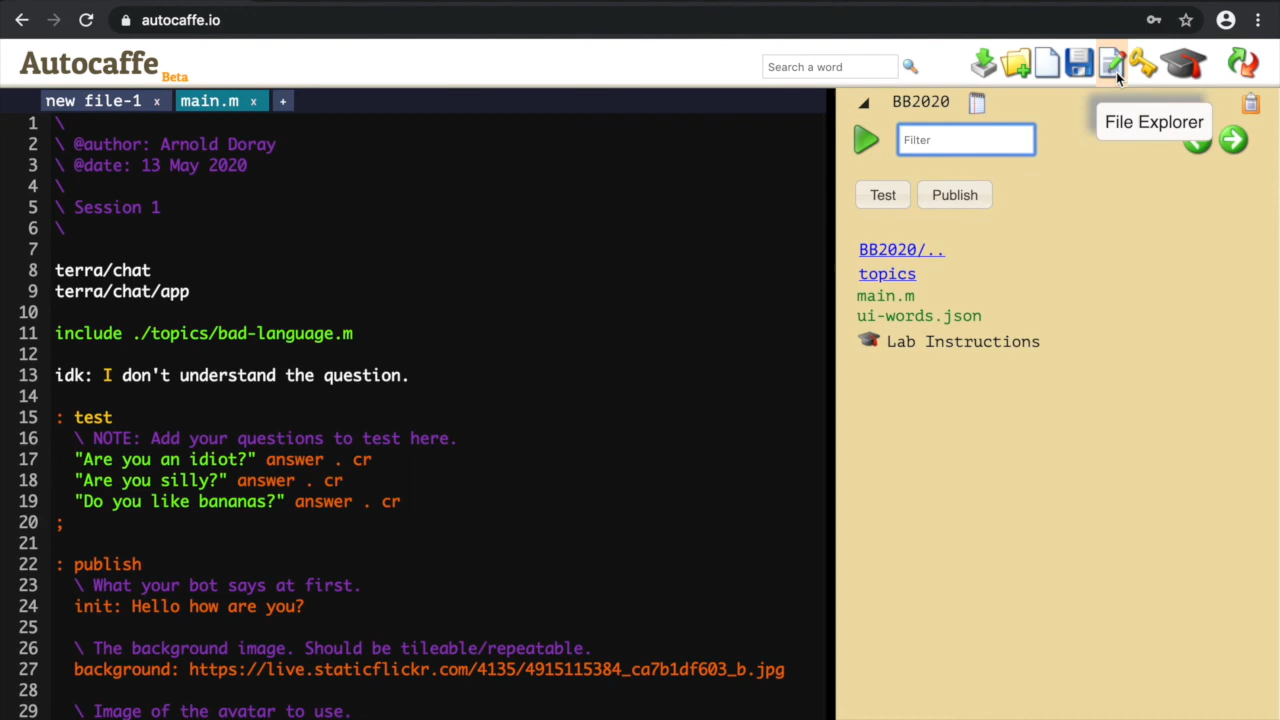 autocaffe.io
Autocaffe
Beta
Search a word
new file-1 x main.m x +
BB2020
File Explorer
Filter
Test Publish
BB2020/..
topics
main.m
ui-words.json
Lab Instructions
1 \
2 \ @author: Arnold Doray
3 \ @date: 13 May 2020
4 \
5 \ Session 1
6 \
7
8 terra/chat
9 terra/chat/app
10
11 include ./topics/bad-language.m
12
13 idk: I don't understand the question.
14
15 : test
16 \ NOTE: Add your questions to test here.
17 "Are you an idiot?" answer . cr
18 "Are you silly?" answer . cr
19 "Do you like bananas?" answer . cr
20 ;
21
22 : publish
23 \ What your bot says at first.
24 init: Hello how are you?
25
26 \ The background image. Should be tileable/repeatable.
27 background: https://live.staticflickr.com/4135/4915115384_ca7b1df603_b.jpg
28
29 \ Image of the avatar to use.